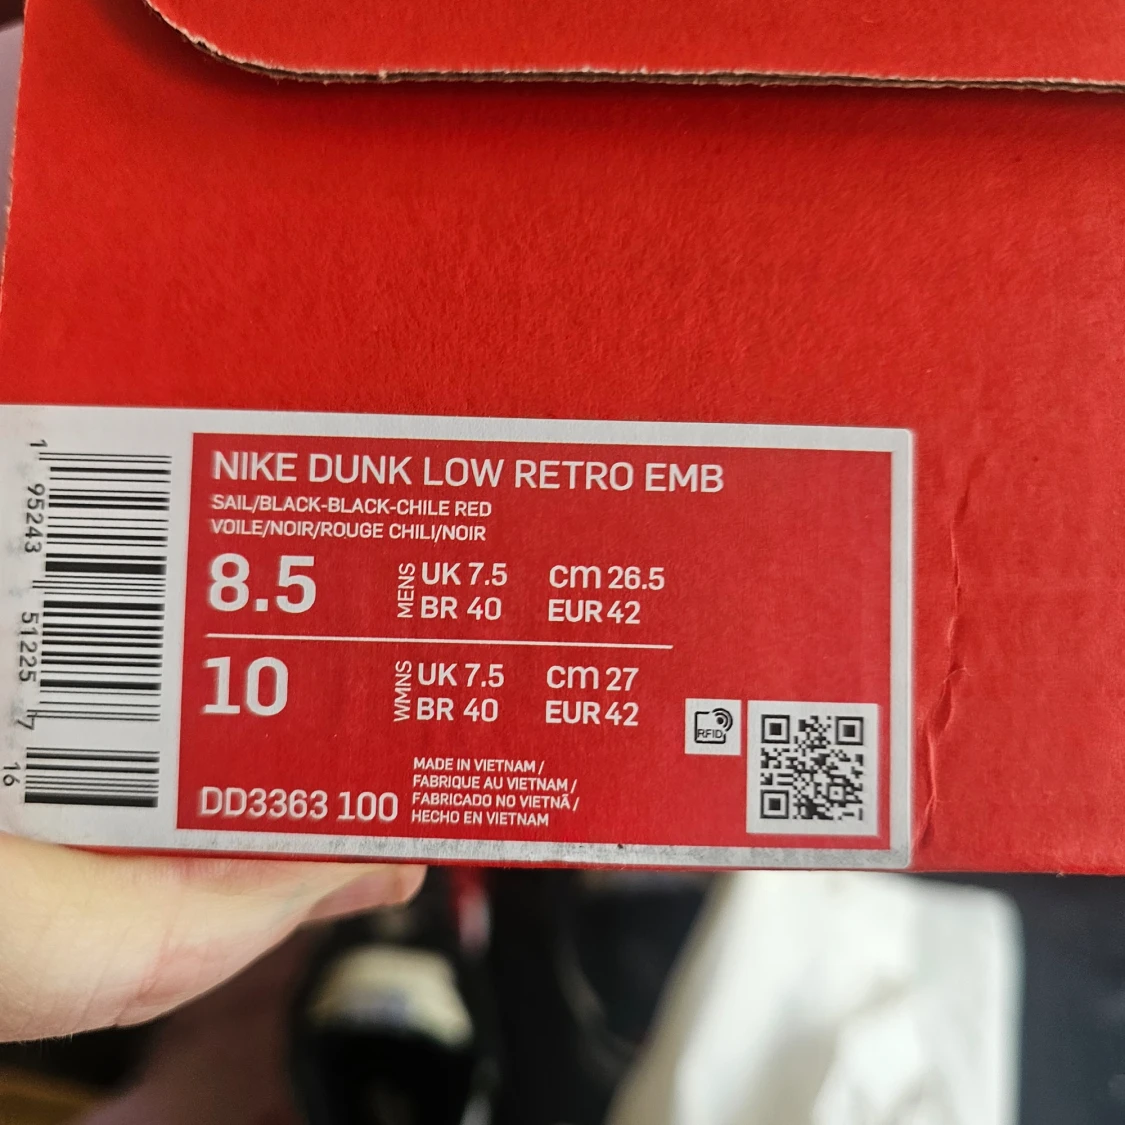 NIKE DUNK LOW RETRO EMB
SAIL/BLACK-BLACK-CHILE RED
VOILE/NOIR/ROUGE CHILI/NOIR
8.5 MENS UK 7.5 cm 26.5
BR 40 EUR 42
10 WMNS UK 7.5 cm 27
BR 40 EUR 42
RFID
MADE IN VIETNAM /
FABRIQUE AU VIETNAM /
FABRICADO NO VIETNÃ /
HECHO EN VIETNAM
DD3363 100
1 95243 51225 7 16